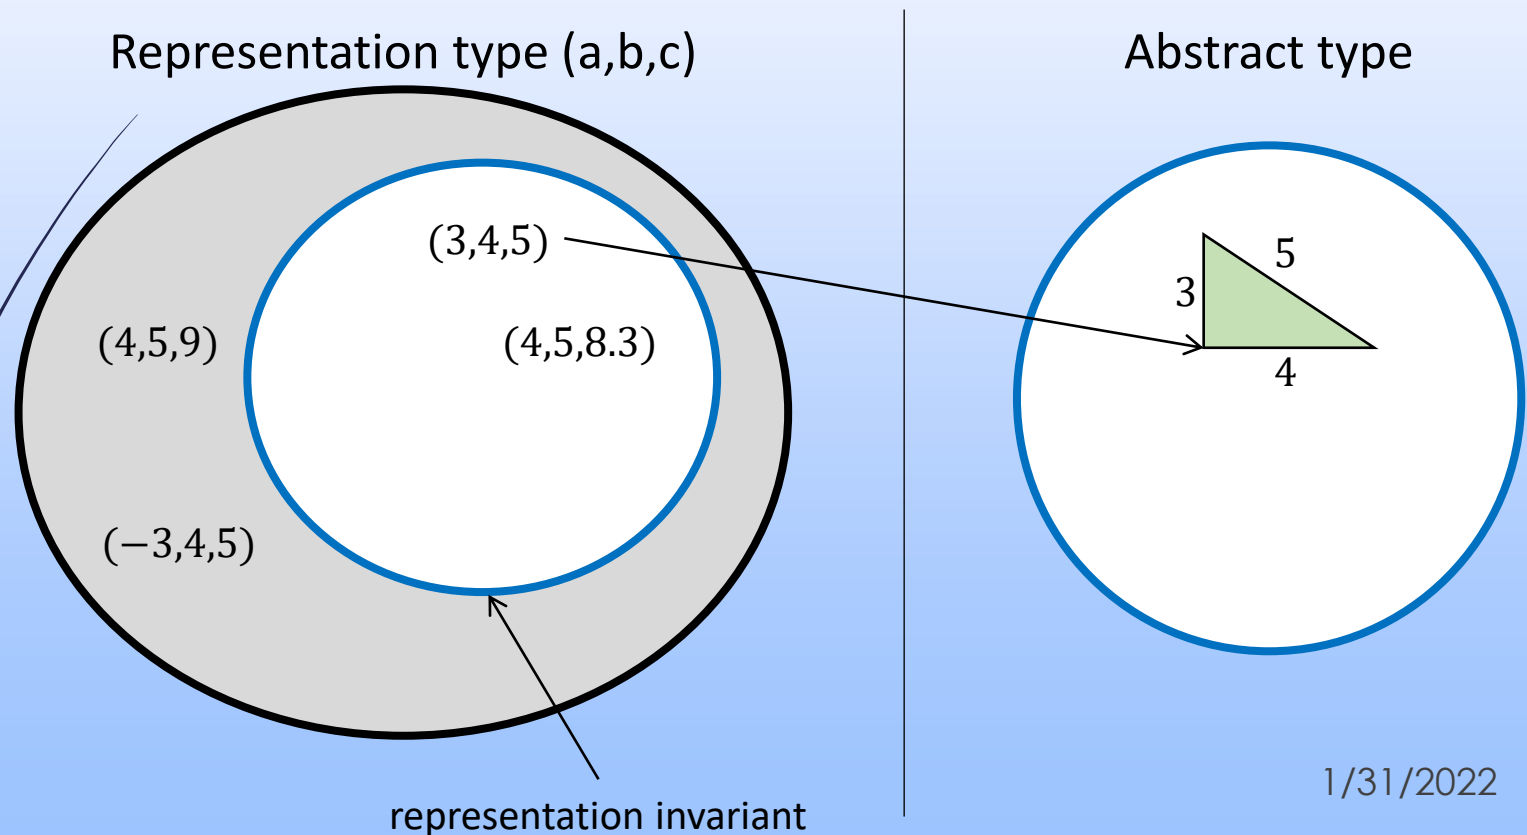 Representation type (a,b,c)
Abstract type
(3,4,5)
(4,5,9)
(4,5,8.3)
(−3,4,5)
3
5
4
representation invariant
1/31/2022